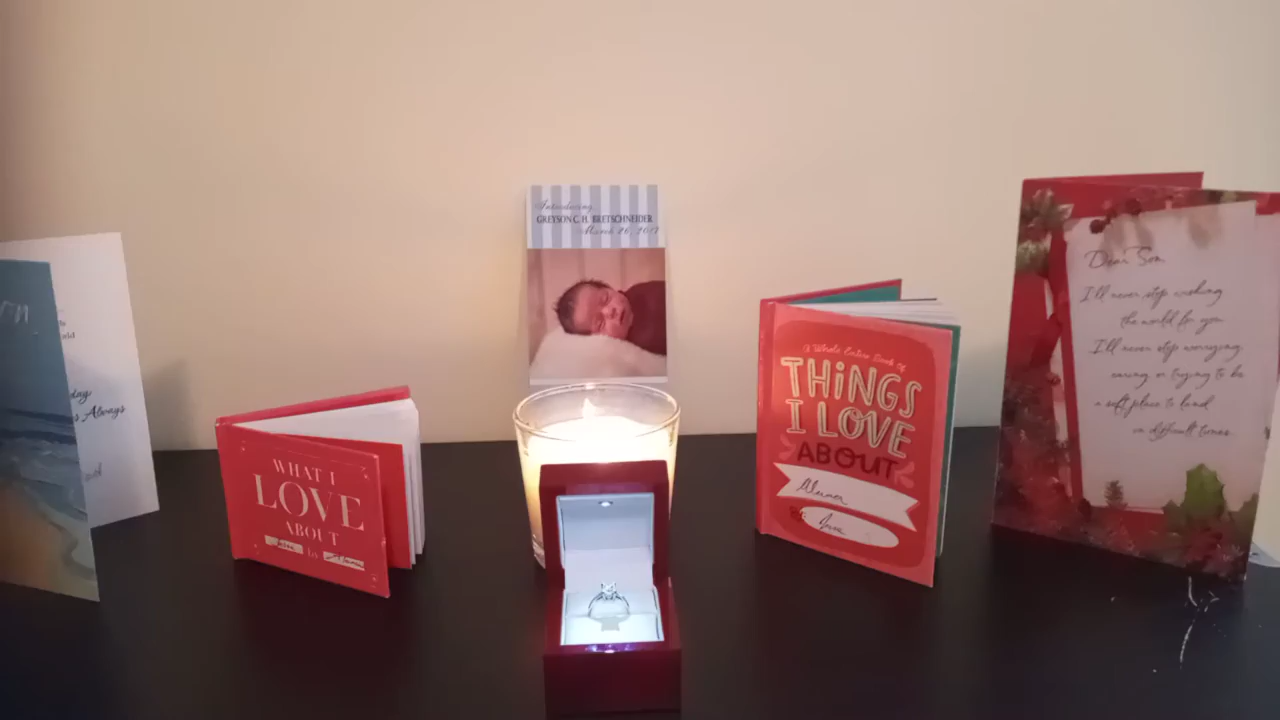 Always
WHAT I
LOVE
ABOUT
by
Introducing
GREYSON C. H. BRETSCHNEIDER
March 26, 2017
A Whole Entire Book of
THiNGS
I LOVE
ABOUT
By:
Dear Son,
I'll never stop wishing
the world for you.
I'll never stop worrying,
caring or trying to be
a soft place to land
in difficult times.